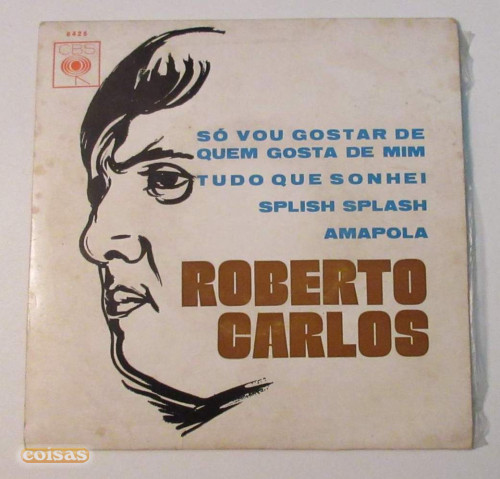 6425
CBS
SÓ VOU GOSTAR DE
QUEM GOSTA DE MIM
TUDO QUE SONHEI
SPLISH SPLASH
AMAPOLA
ROBERTO
CARLOS
coisas